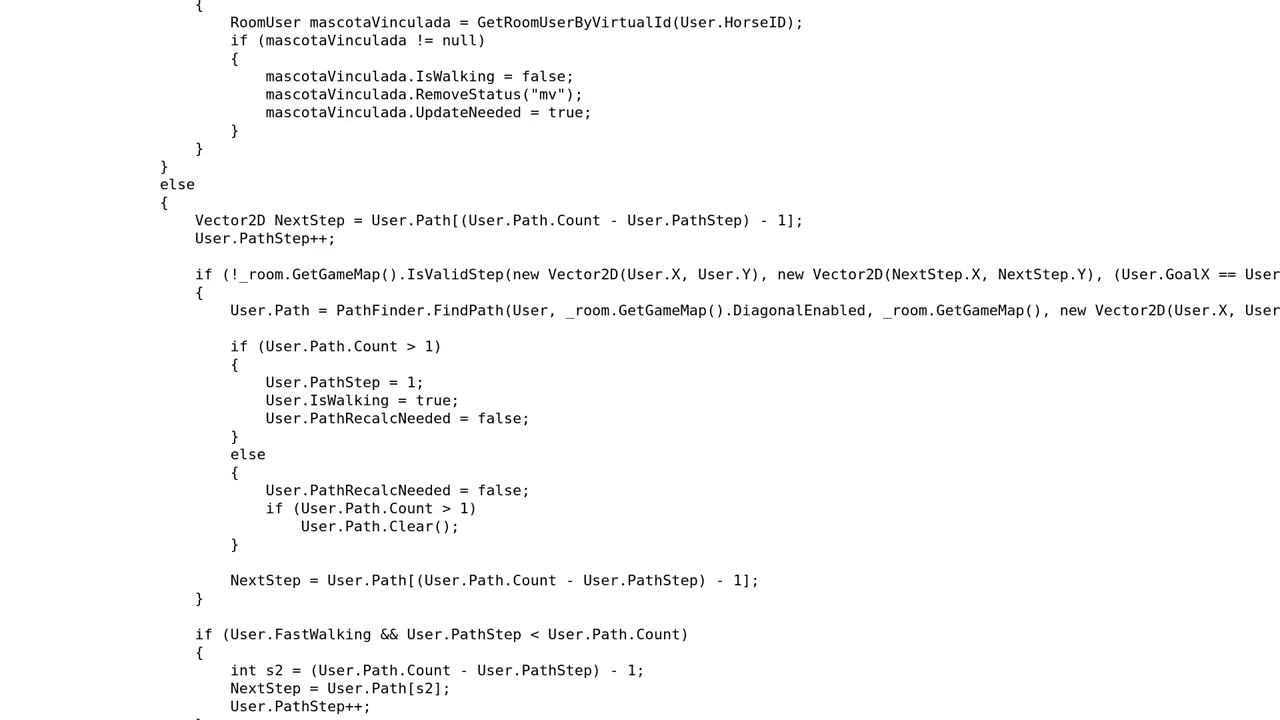 {
RoomUser mascotaVinculada = GetRoomUserByVirtualId(User.HorseID);
if (mascotaVinculada != null)
{
mascotaVinculada.IsWalking = false;
mascotaVinculada.RemoveStatus("mv");
mascotaVinculada.UpdateNeeded = true;
}
}
}
else
{
Vector2D NextStep = User.Path[(User.Path.Count - User.PathStep) - 1];
User.PathStep++;
if (!_room.GetGameMap().IsValidStep(new Vector2D(User.X, User.Y), new Vector2D(NextStep.X, NextStep.Y), (User.GoalX == User
{
User.Path = PathFinder.FindPath(User, _room.GetGameMap().DiagonalEnabled, _room.GetGameMap(), new Vector2D(User.X, User
if (User.Path.Count > 1)
{
User.PathStep = 1;
User.IsWalking = true;
User.PathRecalcNeeded = false;
}
else
{
User.PathRecalcNeeded = false;
if (User.Path.Count > 1)
User.Path.Clear();
}
NextStep = User.Path[(User.Path.Count - User.PathStep) - 1];
}
if (User.FastWalking && User.PathStep < User.Path.Count)
{
int s2 = (User.Path.Count - User.PathStep) - 1;
NextStep = User.Path[s2];
User.PathStep++;